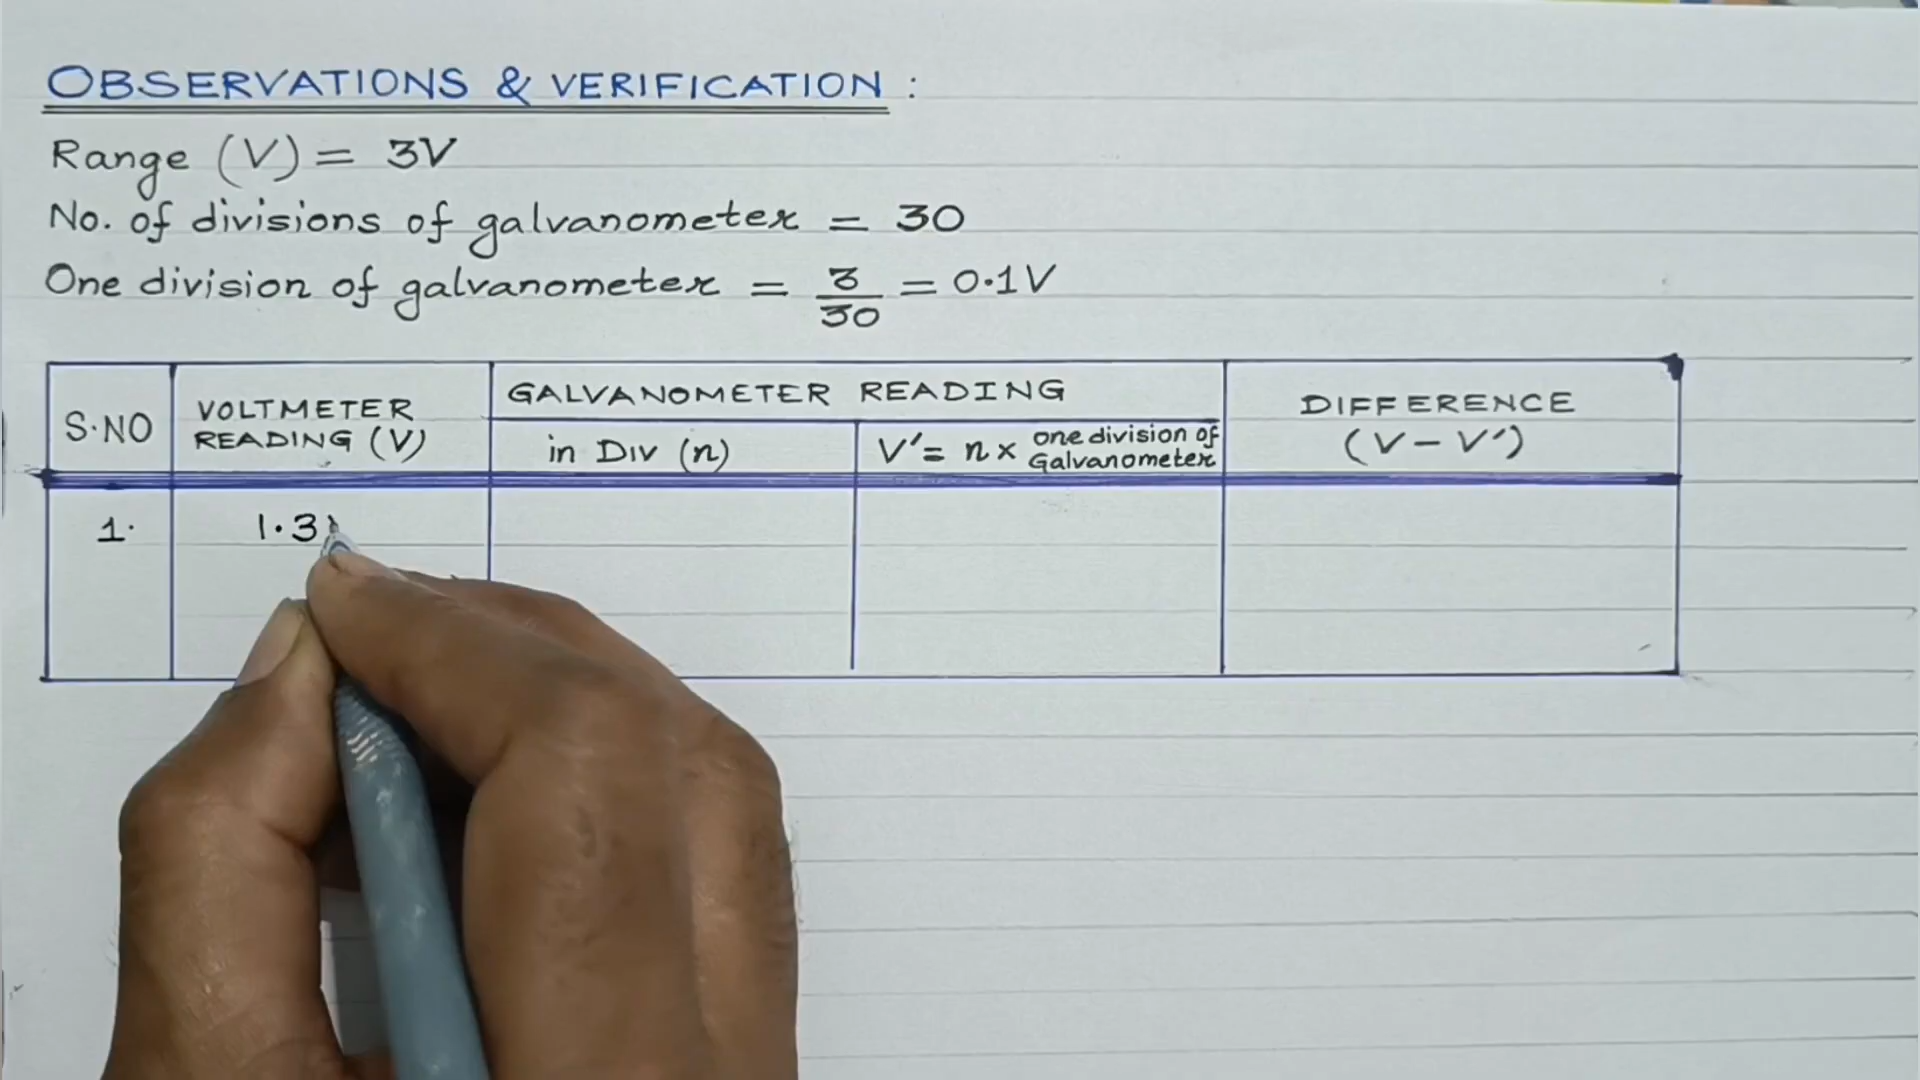 OBSERVATIONS & VERIFICATION :
Range (V) = 3V
No. of divisions of galvanometer = 30
One division of galvanometer = 3/30 = 0.1V
S.NO
VOLTMETER
READING (V)
GALVANOMETER READING
in DIV (n)
V' = n x one division of
Galvanometer
DIFFERENCE
(V - V')
1.
1.3